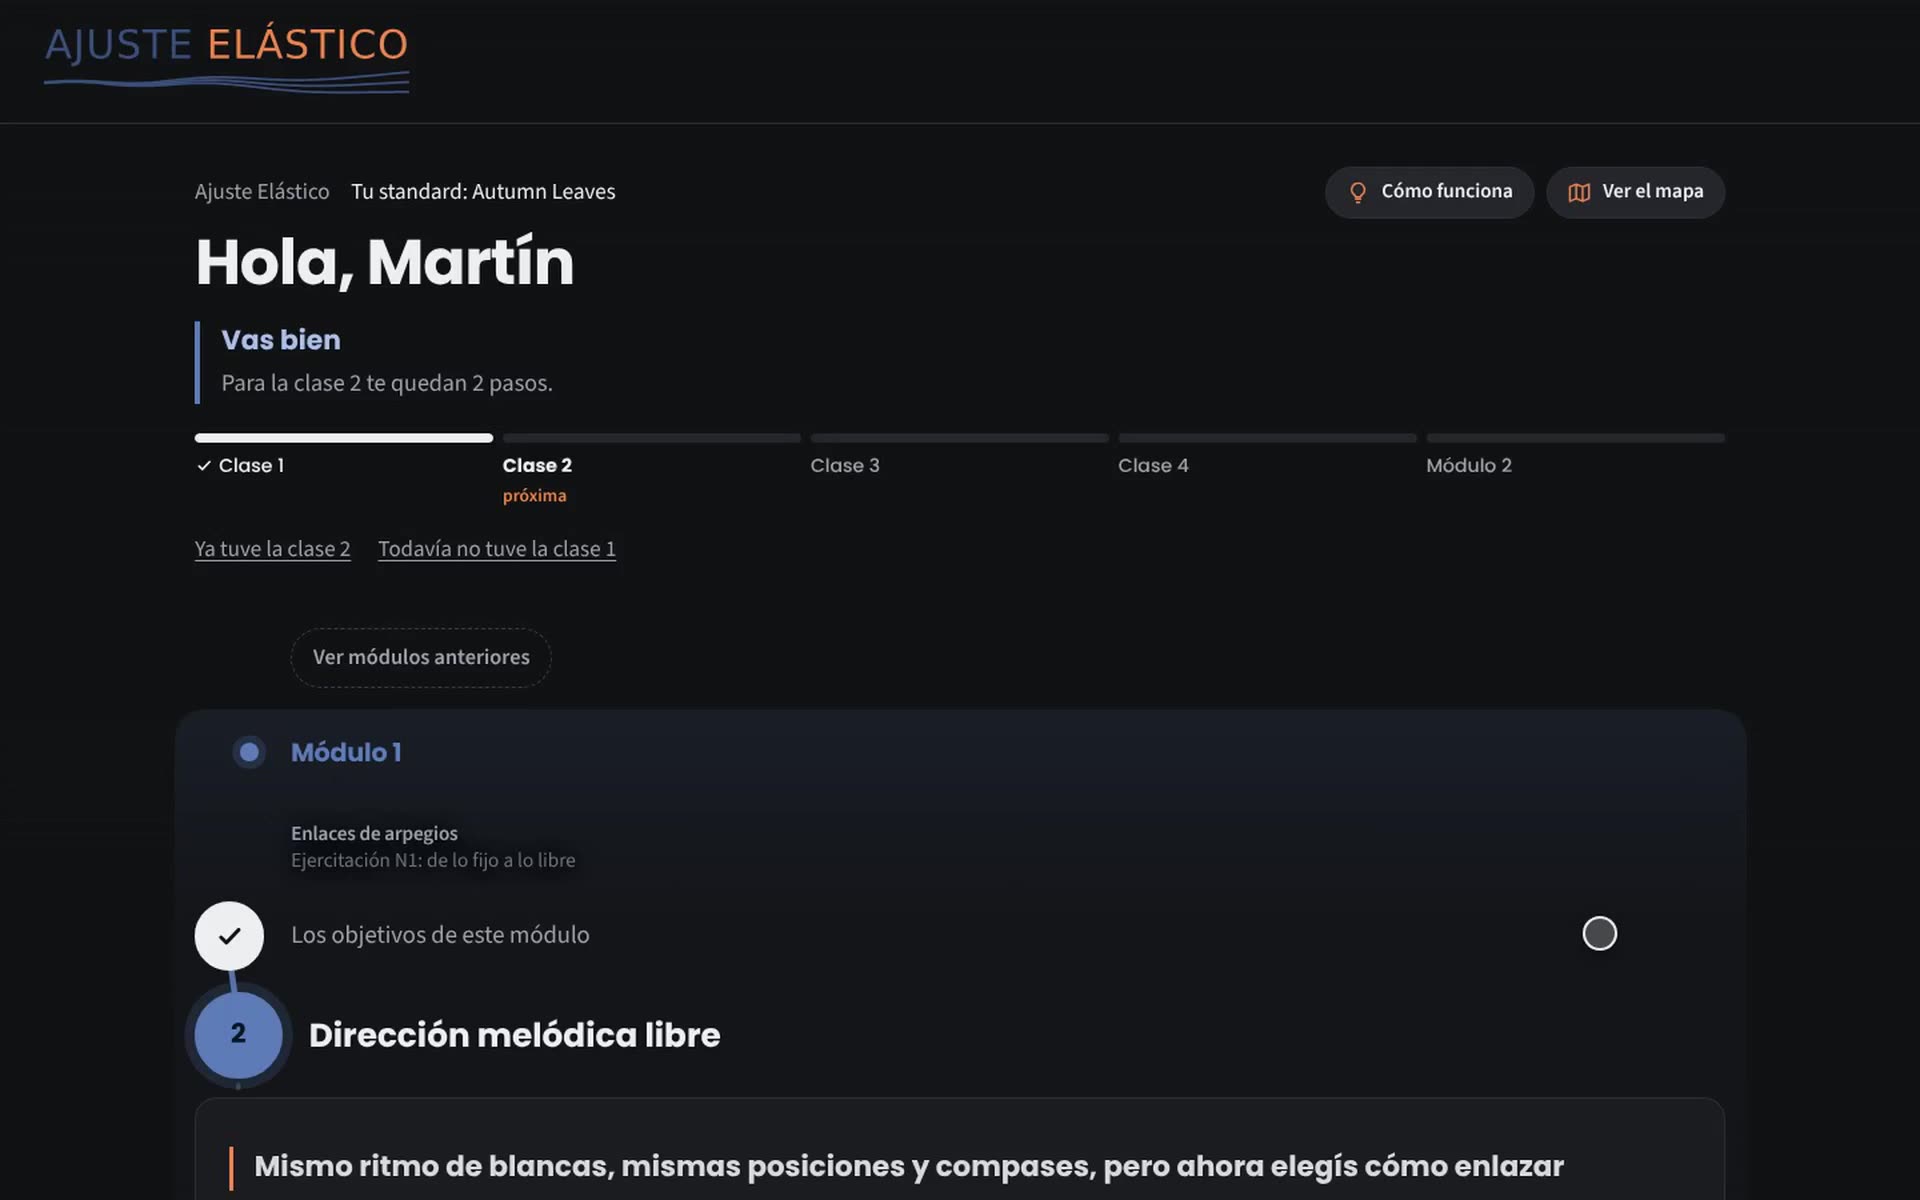 AJUSTE ELÁSTICO
Ajuste Elástico Tu standard: Autumn Leaves
Cómo funciona
Ver el mapa
Hola, Martín
Vas bien
Para la clase 2 te quedan 2 pasos.
Clase 1
Clase 2
próxima
Clase 3
Clase 4
Módulo 2
Ya tuve la clase 2
Todavía no tuve la clase 1
Ver módulos anteriores
Módulo 1
Enlaces de arpegios
Ejercitación N1: de lo fijo a lo libre
Los objetivos de este módulo
2
Dirección melódica libre
Mismo ritmo de blancas, mismas posiciones y compases, pero ahora elegís cómo enlazar